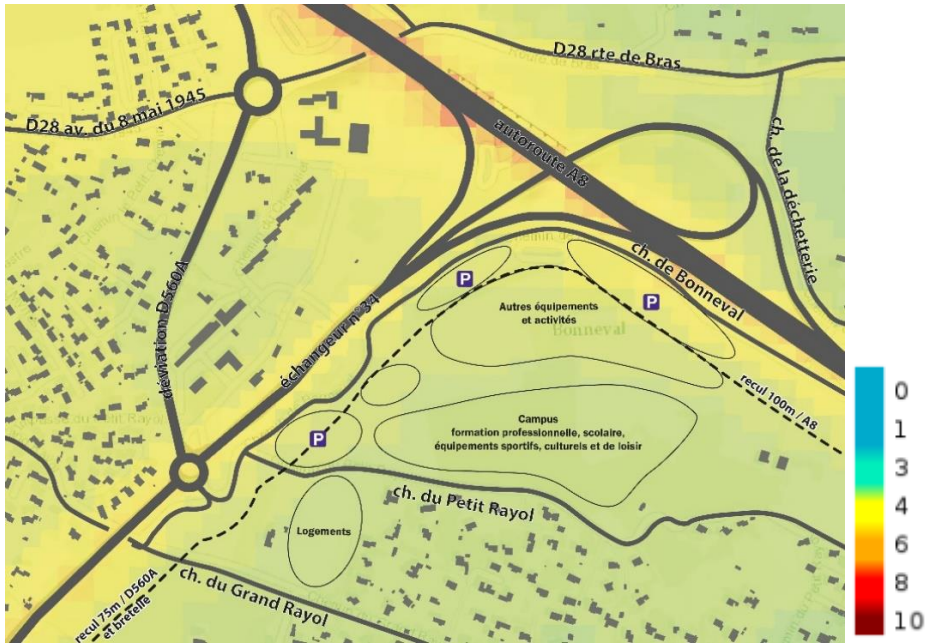 D28 rte de Bras
D28 av. du 8 mai 1945
autoroute A8
ch. de la déchetterie
déviation D560A
échangeur n°34
ch. de Bonneval
P
P
Autres équipements
et activités
Bonneval
recul 100m / A8
Campus
formation professionnelle, scolaire,
équipements sportifs, culturels et de loisir
P
ch. du Petit Rayol
Logements
ch. du Grand Rayol
recul 75m / D560A
et bretelle
0
1
3
4
6
8
10